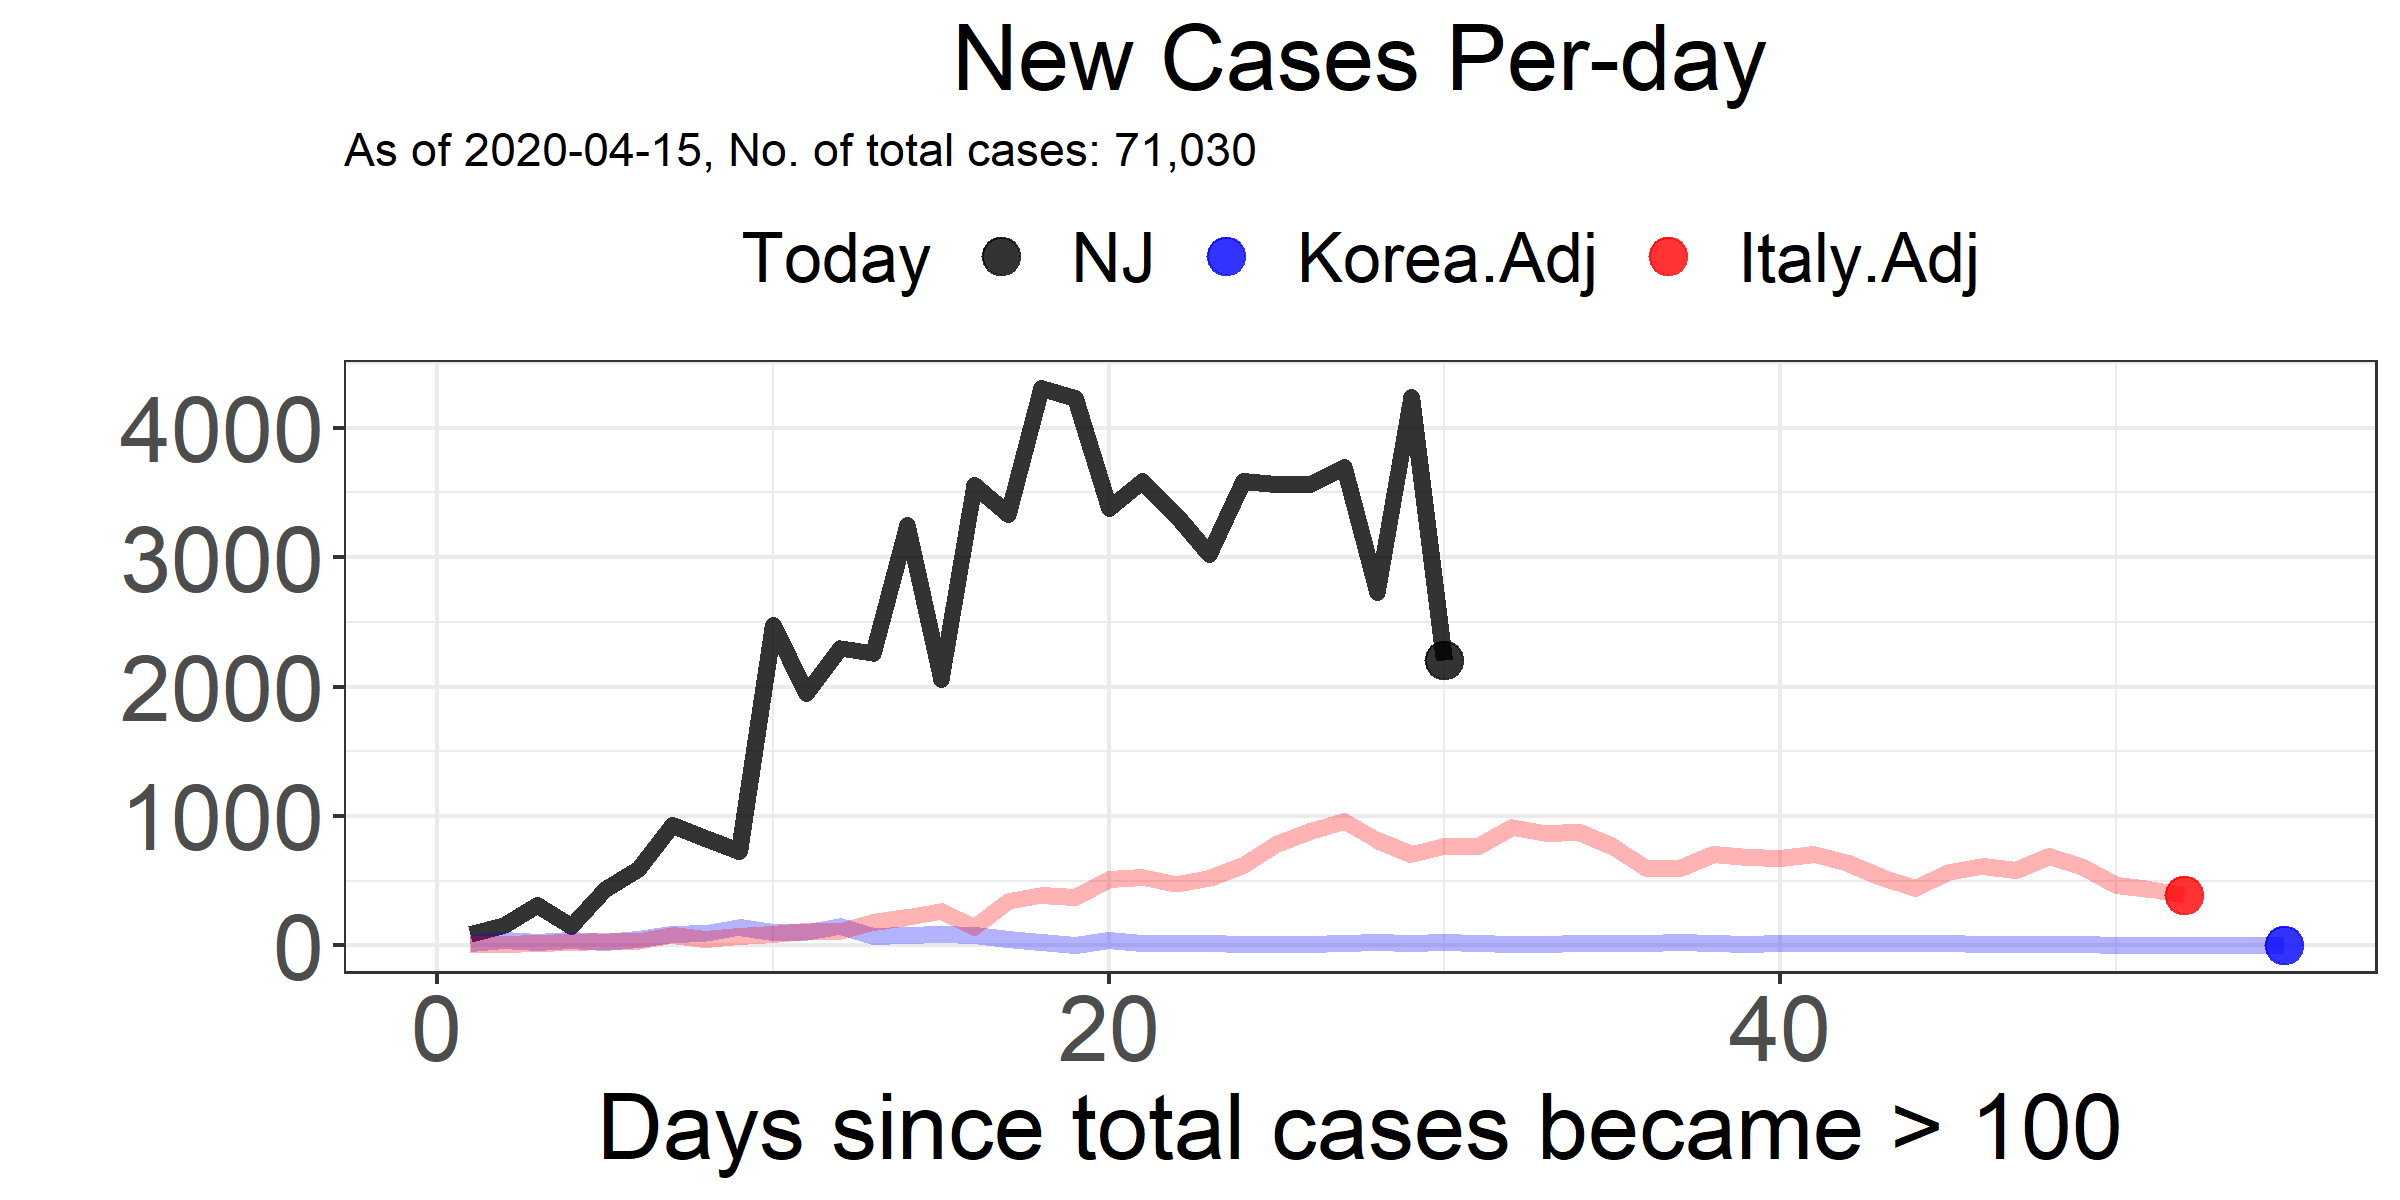 New Cases Per-day
As of 2020-04-15, No. of total cases: 71,030
Today NJ Korea.Adj Italy.Adj
4000
3000
2000
1000
0
0 20 40
Days since total cases became > 100